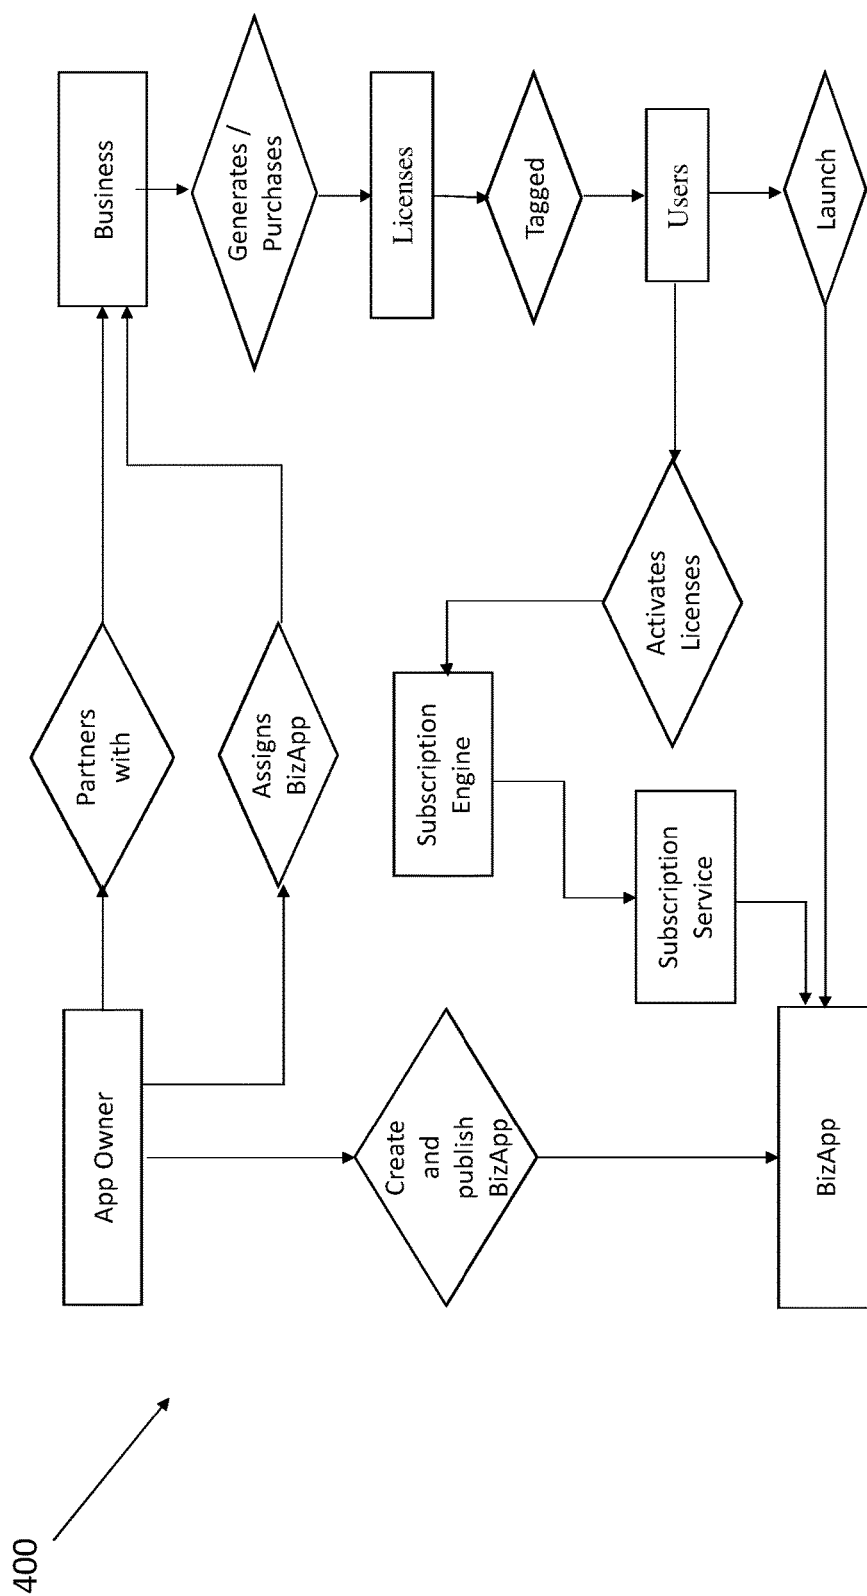 400
App Owner
Partners
with
Business
Assigns
BizApp
Generates /
Purchases
Create
and
publish
BizApp
Subscription
Engine
Licenses
Tagged
Subscription
Service
Activates
Licenses
Users
BizApp
Launch